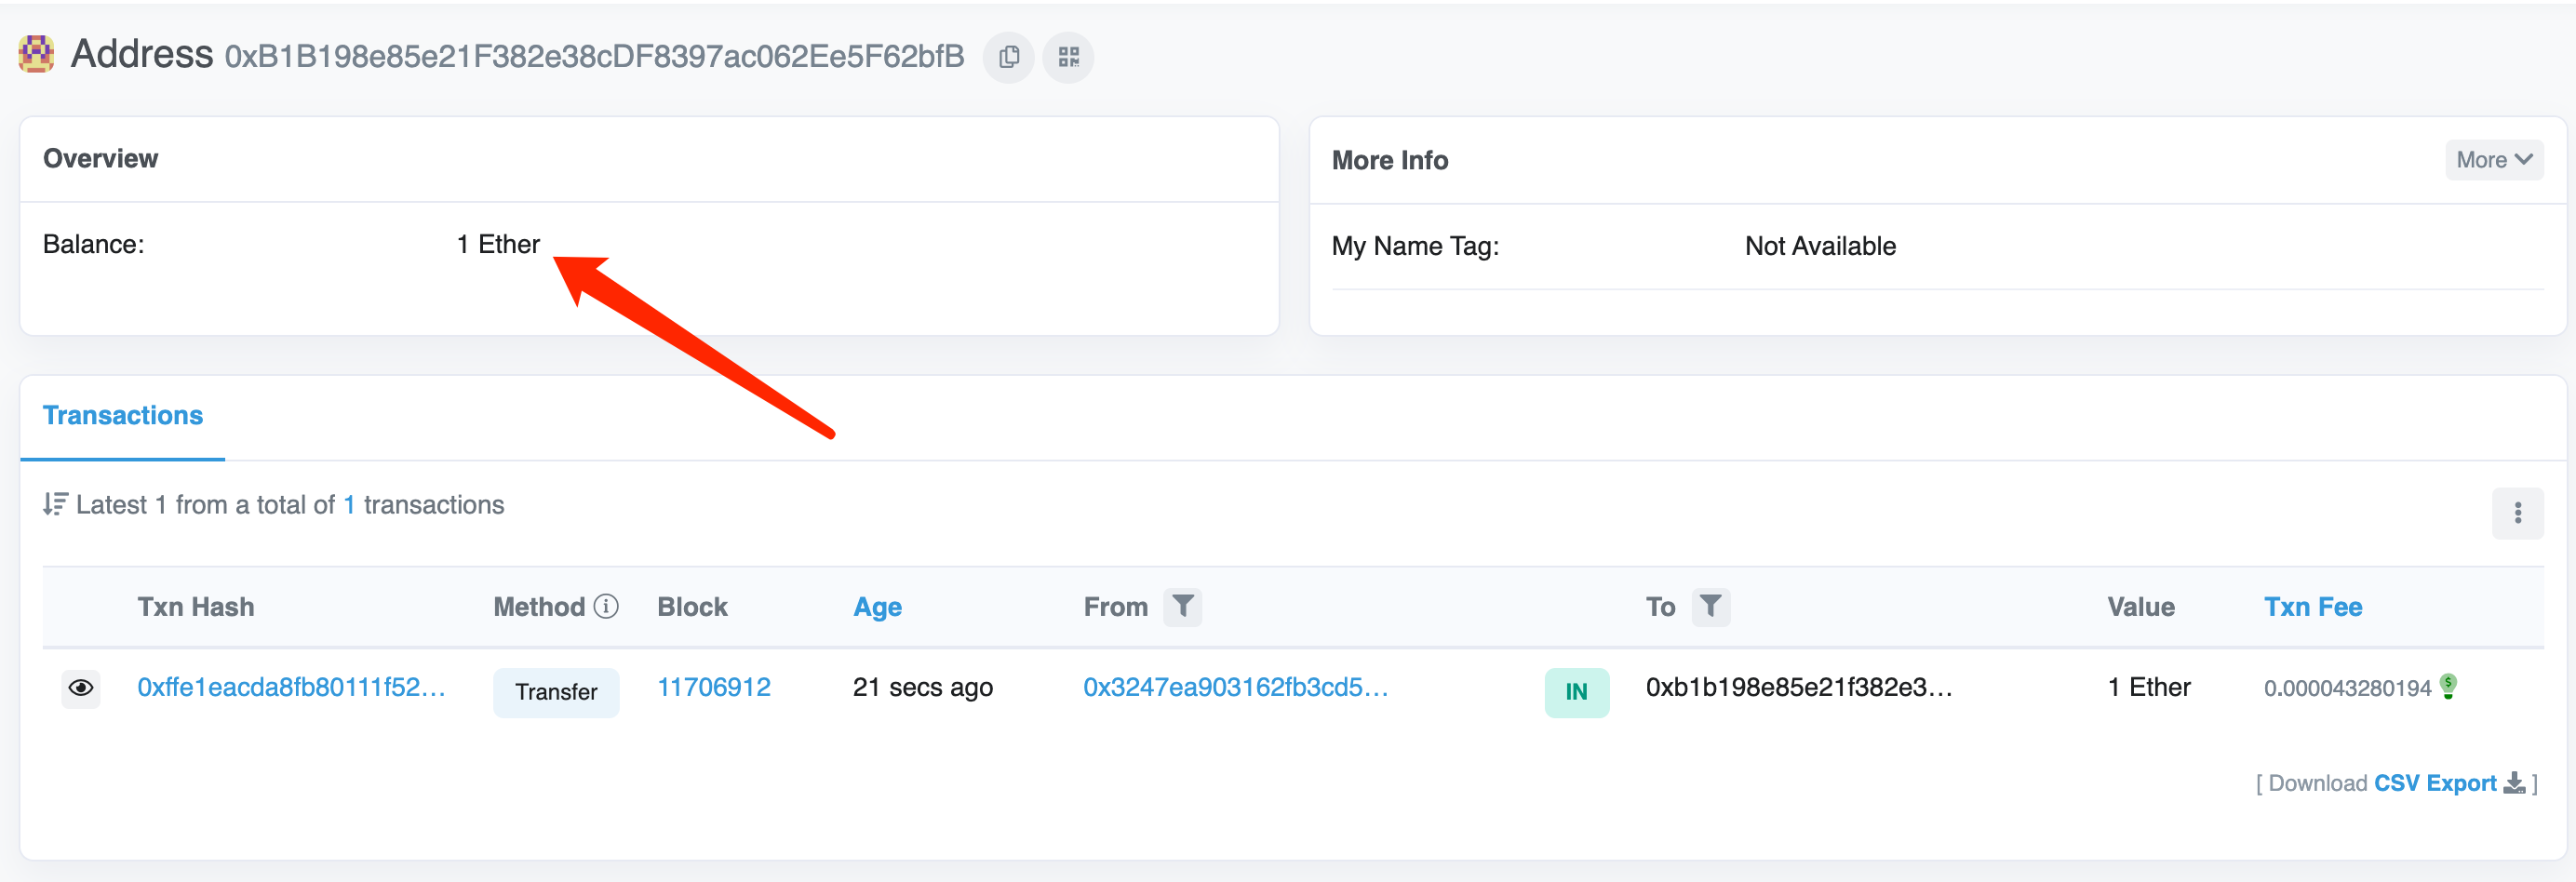 Address 0xB1B198e85e21F382e38cDF8397ac062Ee5F62bfB
Overview
Balance: 1 Ether
More Info
More
My Name Tag: Not Available
Transactions
Latest 1 from a total of 1 transactions
Txn Hash Method Block Age From To Value Txn Fee
0xffe1eacda8fb80111f52... Transfer 11706912 21 secs ago 0x3247ea903162fb3cd5... IN 0xb1b198e85e21f382e3... 1 Ether 0.000043280194
[ Download CSV Export ]